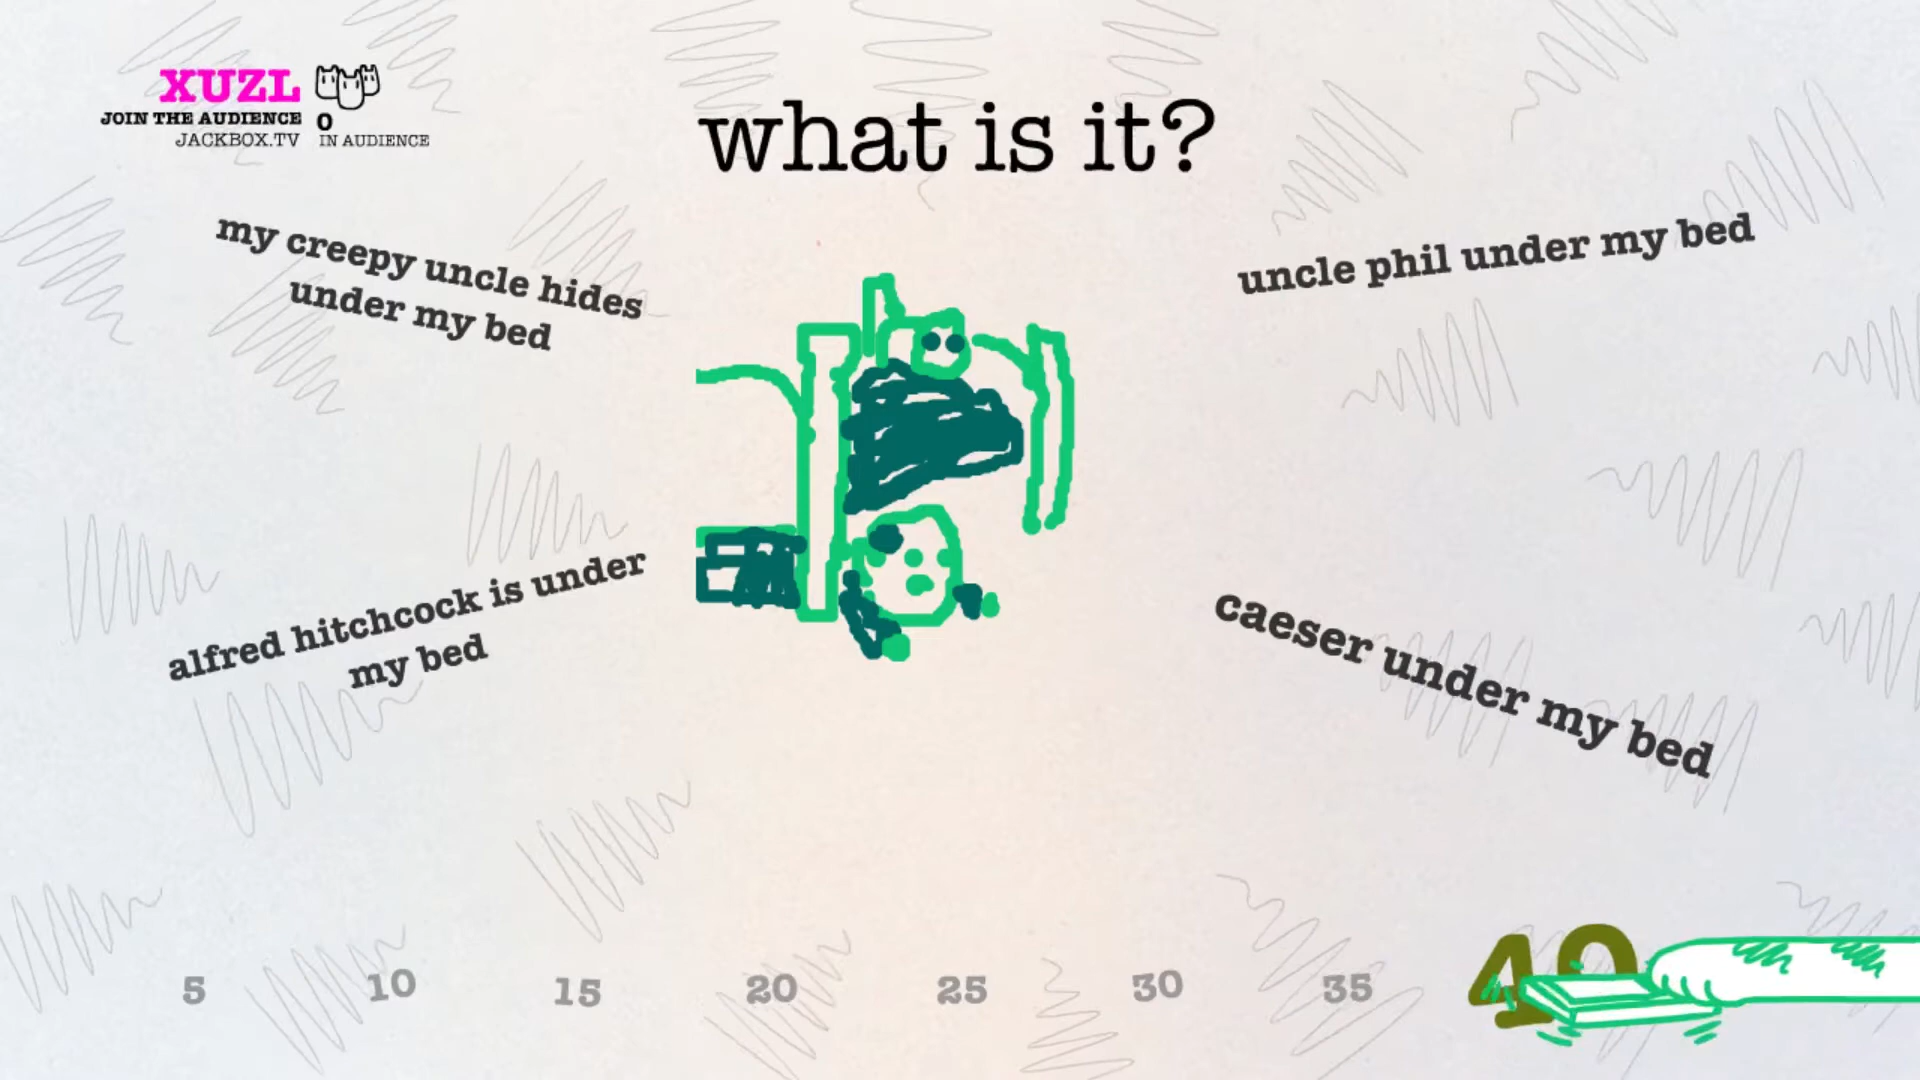 XUZL
JOIN THE AUDIENCE
JACKBOX.TV
0
IN AUDIENCE
what is it?
my creepy uncle hides
under my bed
uncle phil under my bed
alfred hitchcock is under
my bed
caeser under my bed
5 10 15 20 25 30 35 40